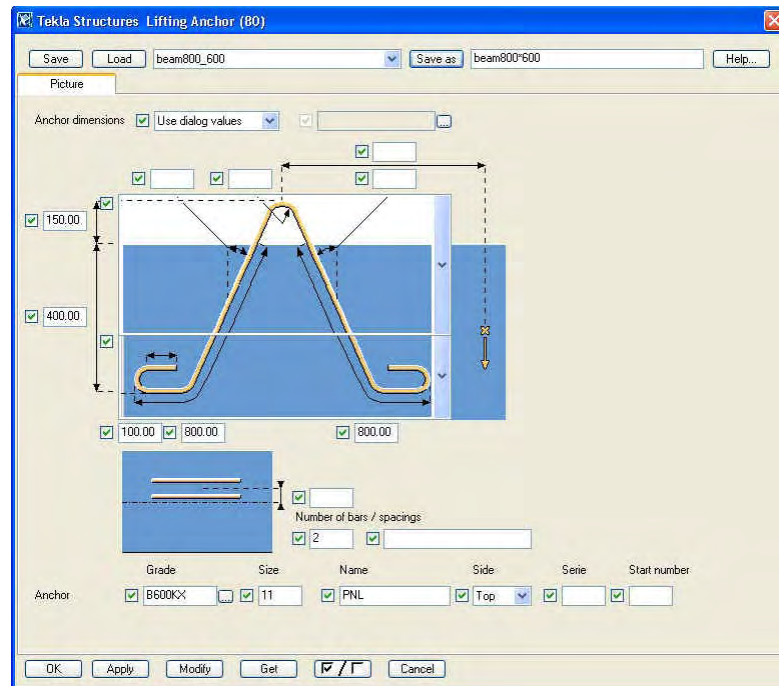 Tekla Structures Lifting Anchor (80)
Save Load beam800_600 Save as beam800*600 Help...
Picture
Anchor dimensions Use dialog values ...
150.00
400.00
100.00 800.00 800.00
Number of bars / spacings
2
Grade Size Name Side Serie Start number
Anchor B600KX ... 11 PNL Top
OK Apply Modify Get / Cancel